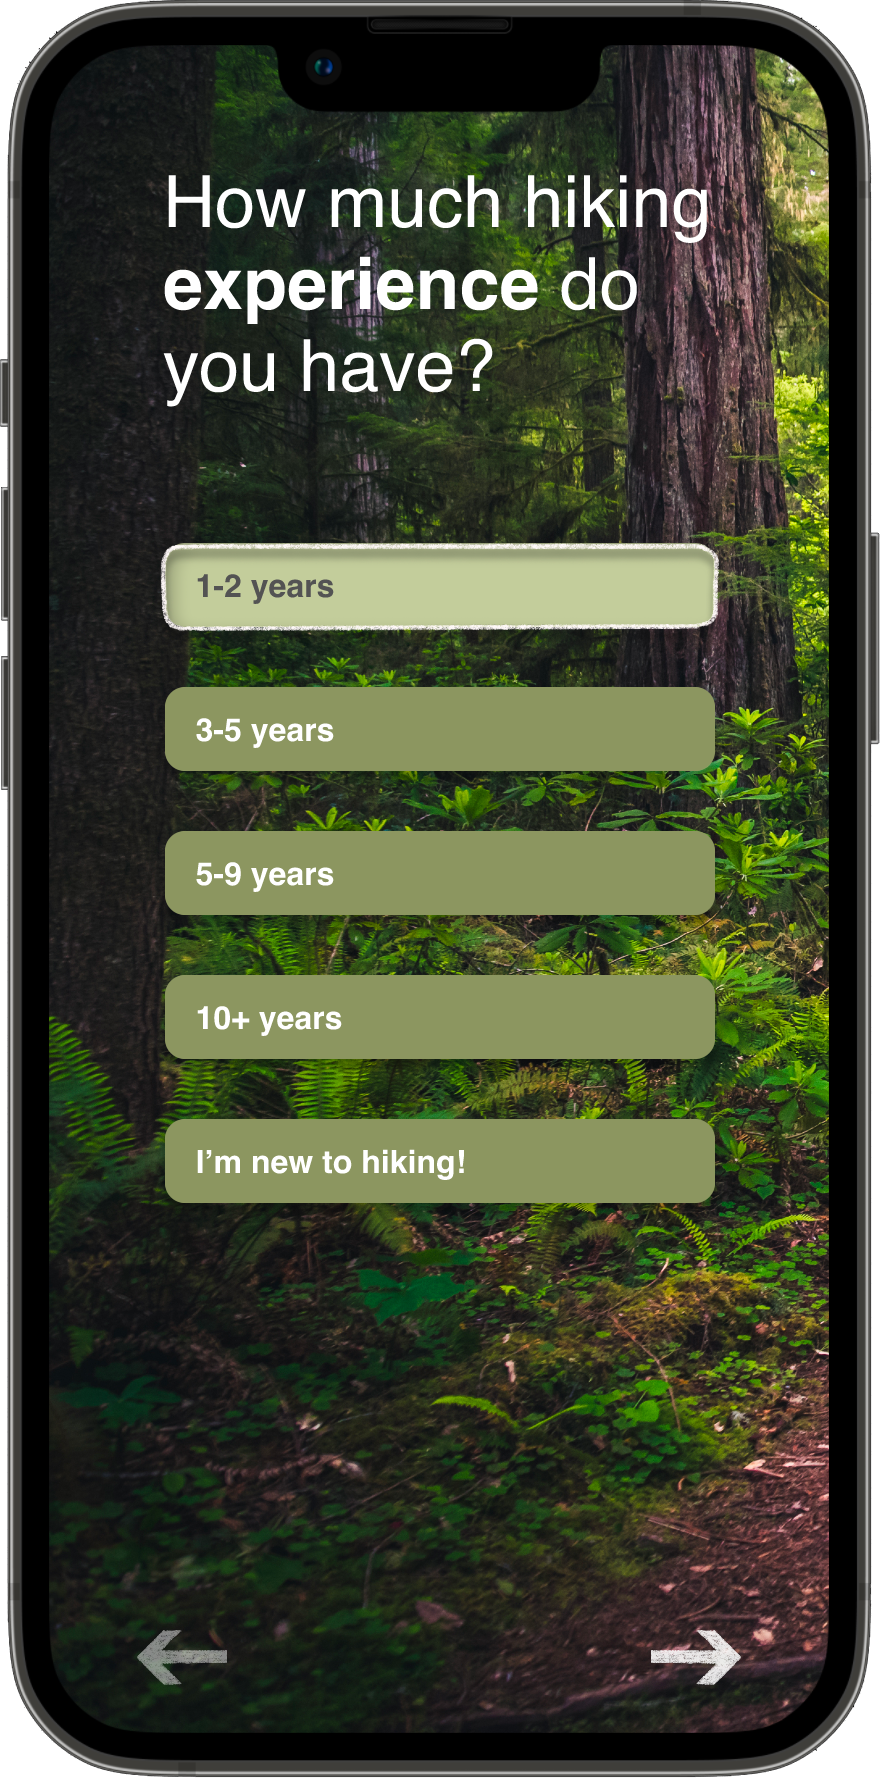 How much hiking
experience do
you have?
1-2 years
3-5 years
5-9 years
10+ years
I’m new to hiking!